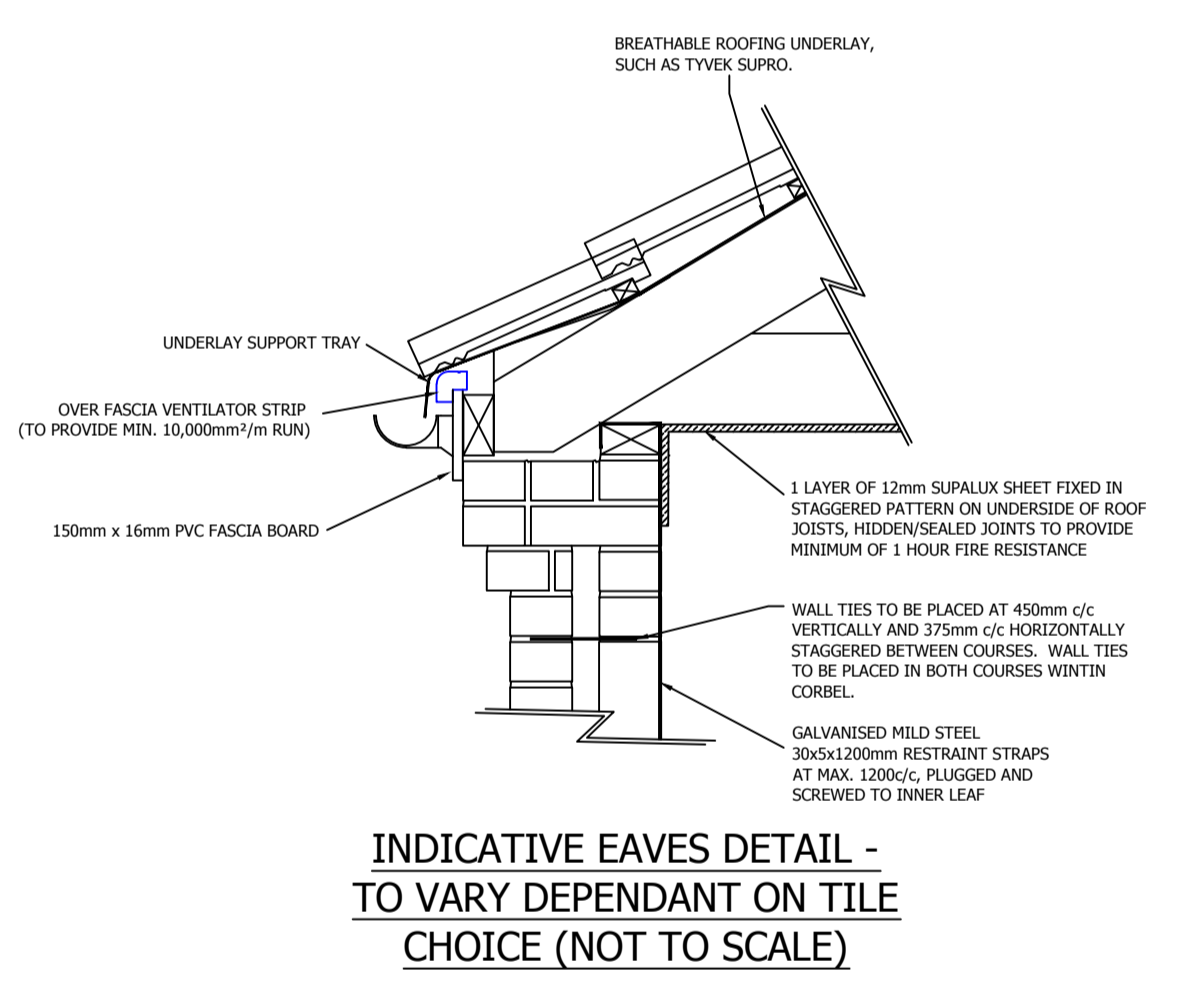 BREATHABLE ROOFING UNDERLAY,
SUCH AS TYVEK SUPRO.
UNDERLAY SUPPORT TRAY
OVER FASCIA VENTILATOR STRIP
(TO PROVIDE MIN. 10,000mm²/m RUN)
150mm x 16mm PVC FASCIA BOARD
1 LAYER OF 12mm SUPALUX SHEET FIXED IN
STAGGERED PATTERN ON UNDERSIDE OF ROOF
JOISTS, HIDDEN/SEALED JOINTS TO PROVIDE
MINIMUM OF 1 HOUR FIRE RESISTANCE
WALL TIES TO BE PLACED AT 450mm c/c
VERTICALLY AND 375mm c/c HORIZONTALLY
STAGGERED BETWEEN COURSES.  WALL TIES
TO BE PLACED IN BOTH COURSES WINTIN
CORBEL.
GALVANISED MILD STEEL
30x5x1200mm RESTRAINT STRAPS
AT MAX. 1200c/c, PLUGGED AND
SCREWED TO INNER LEAF
INDICATIVE EAVES DETAIL -
TO VARY DEPENDANT ON TILE
CHOICE (NOT TO SCALE)